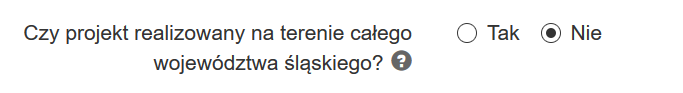 Czy projekt realizowany na terenie całego Tak Nie
województwa śląskiego? ?